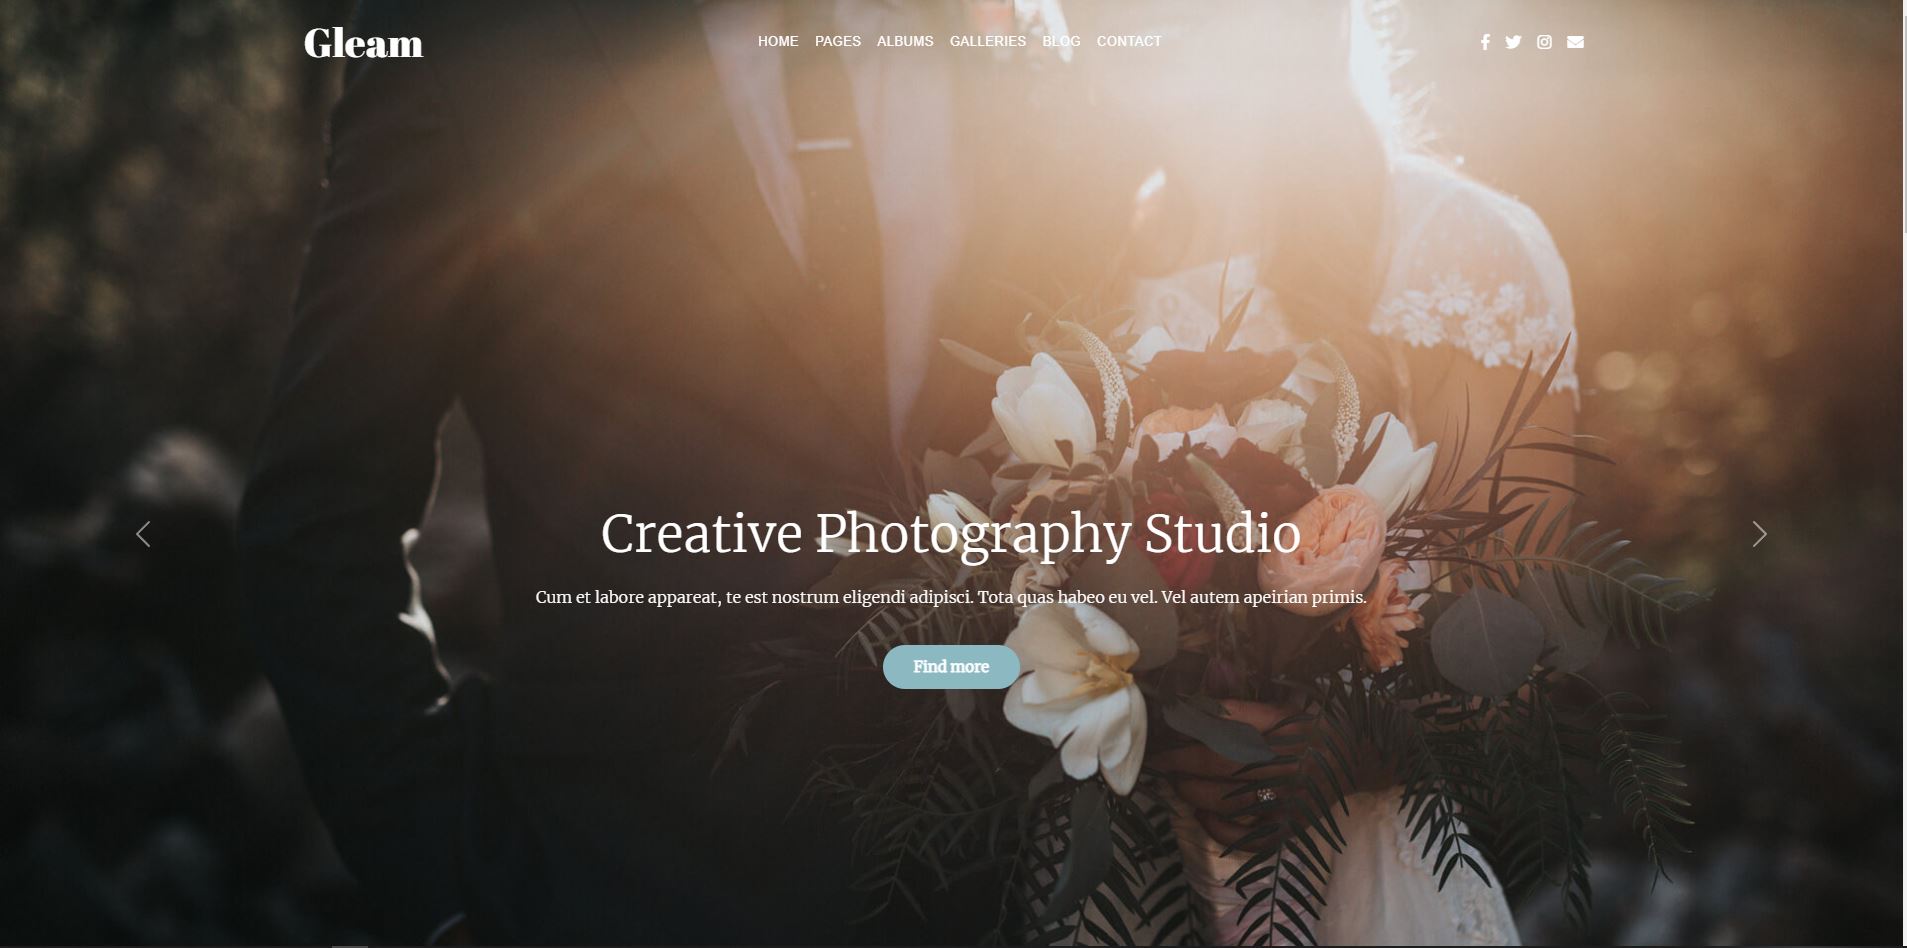 Gleam
HOME PAGES ALBUMS GALLERIES BLOG CONTACT
Creative Photography Studio
Cum et labore appareat, te est nostrum eligendi adipisci. Tota quas habeo eu vel. Vel autem apeirian primis.
Find more